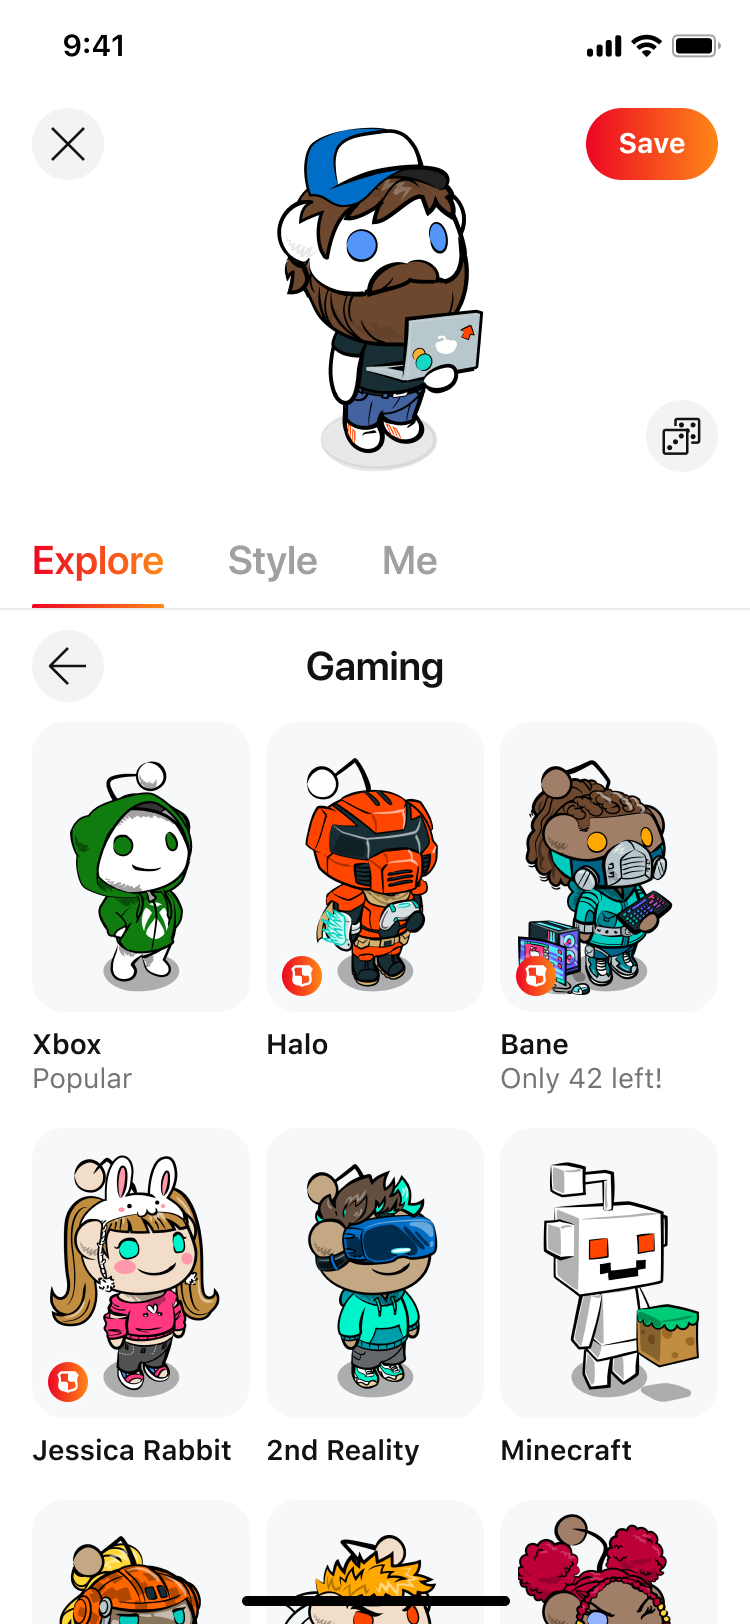 9:41
Save
Explore Style Me
Gaming
Xbox Halo Bane
Popular Only 42 left!
Jessica Rabbit 2nd Reality Minecraft